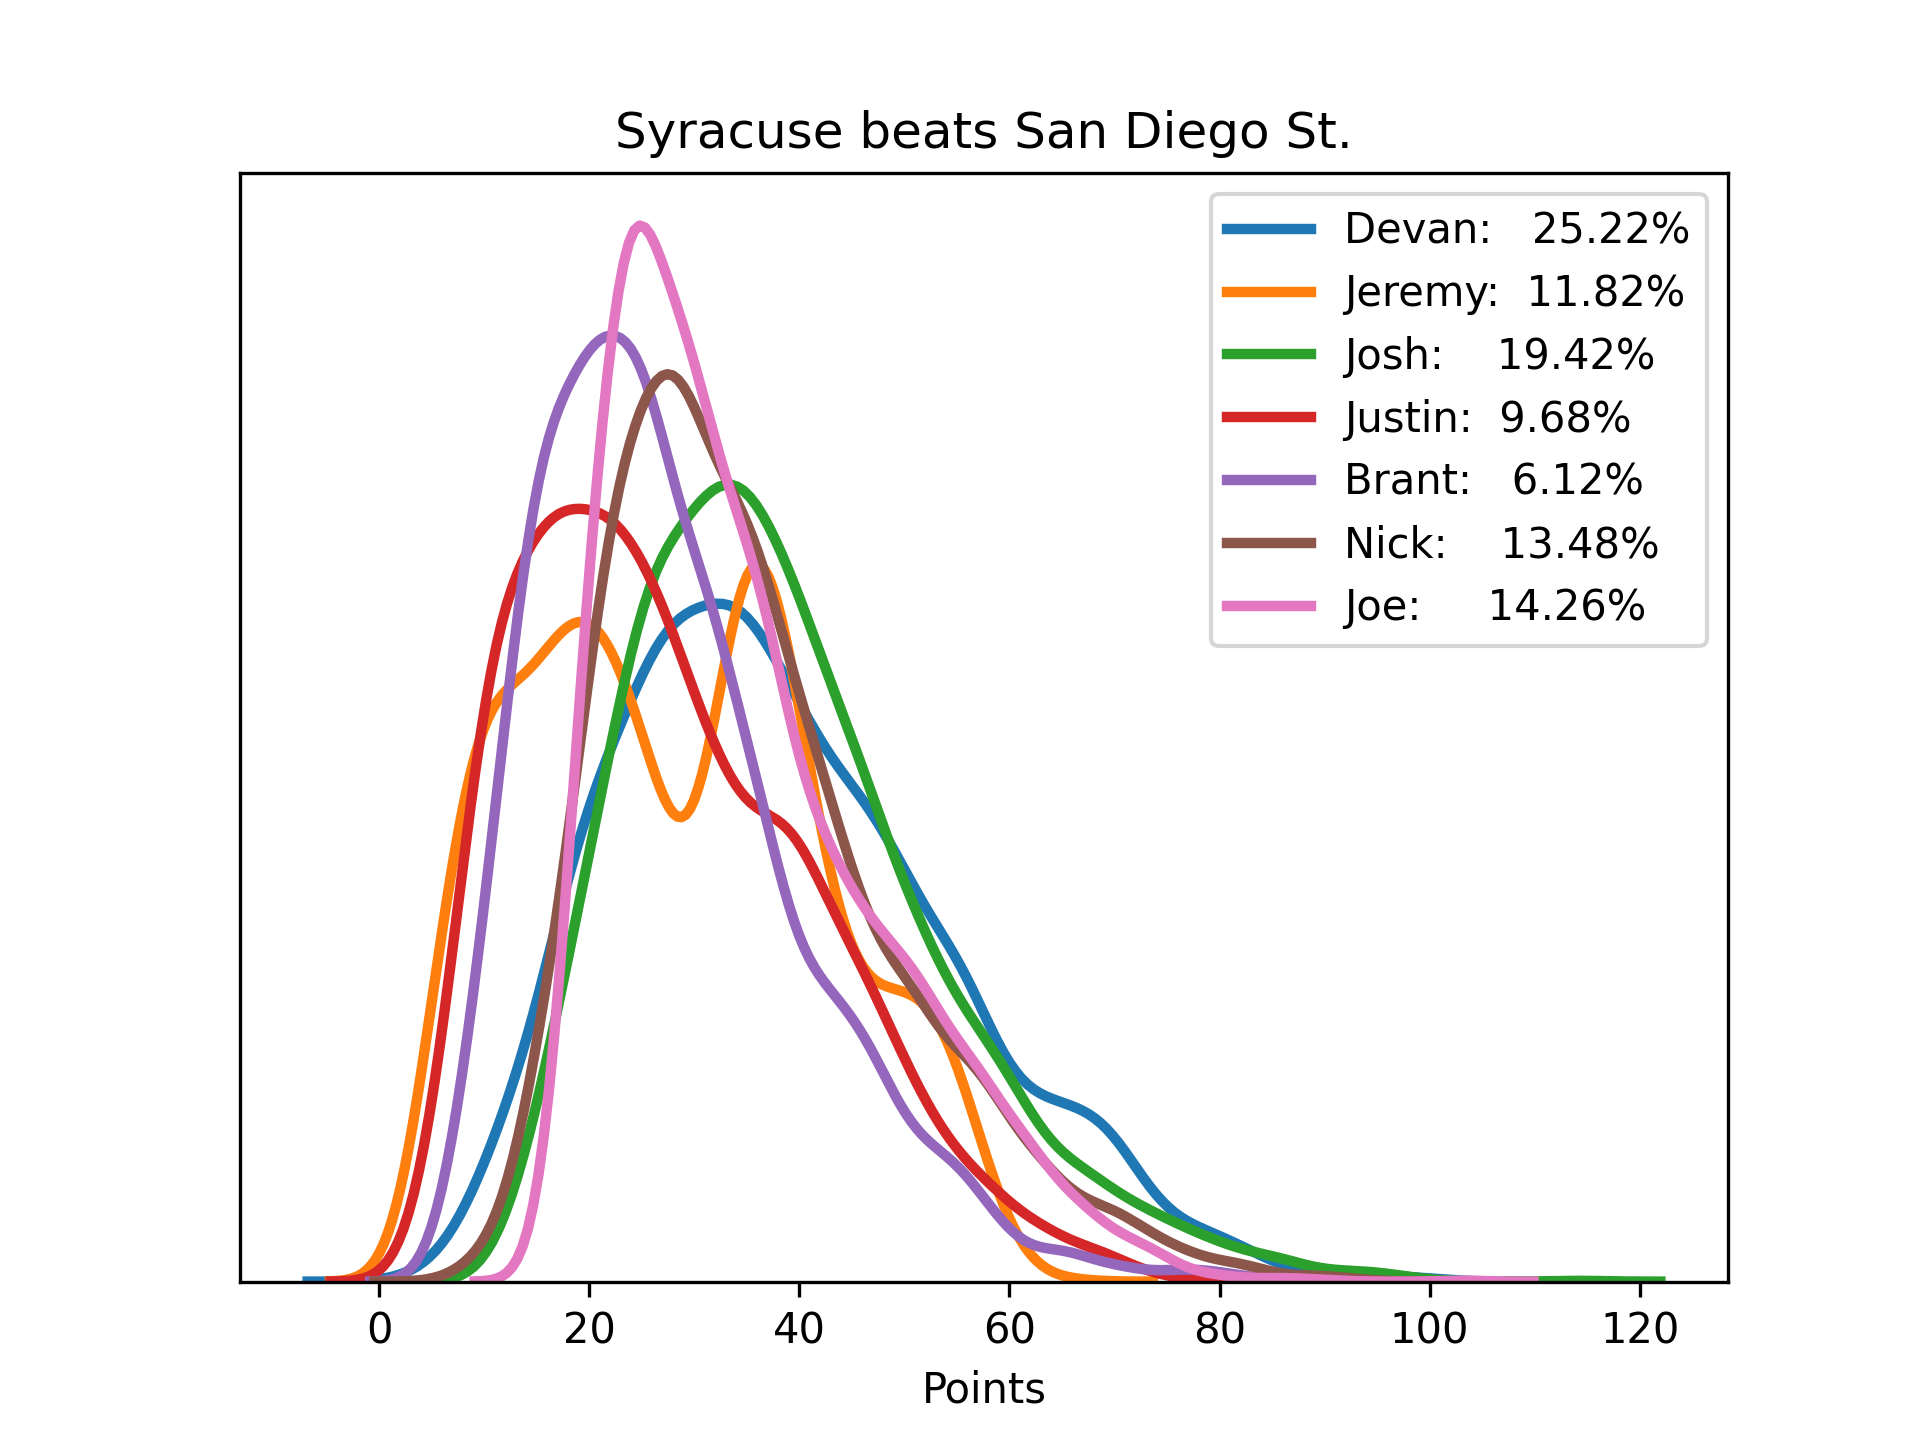 Syracuse beats San Diego St.
Devan: 25.22%
Jeremy: 11.82%
Josh: 19.42%
Justin: 9.68%
Brant: 6.12%
Nick: 13.48%
Joe: 14.26%
0 20 40 60 80 100 120
Points